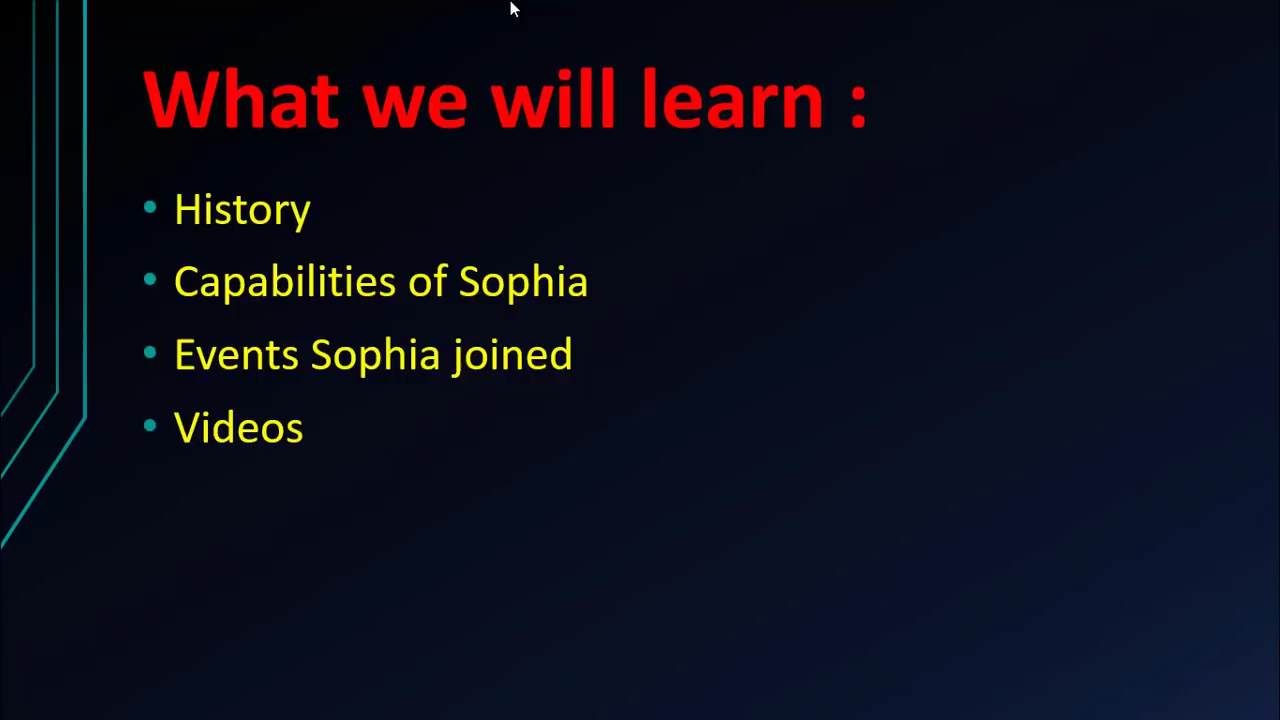 What we will learn :
• History
• Capabilities of Sophia
• Events Sophia joined
• Videos